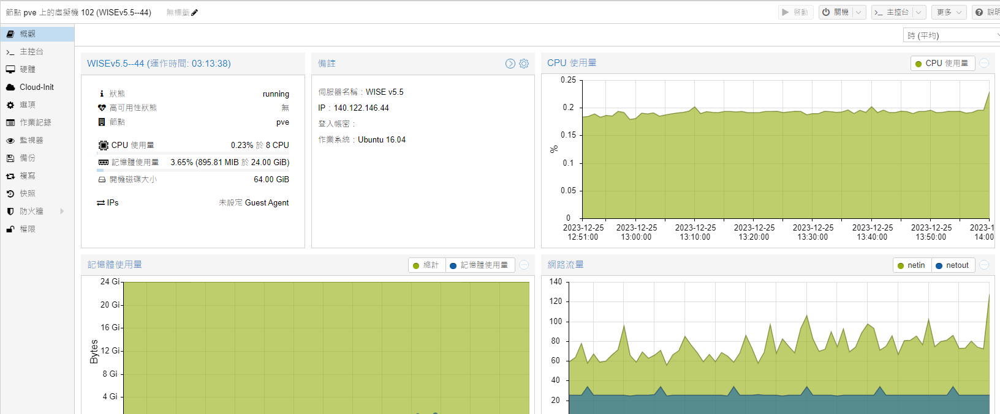 節點 pve 上的虛擬機 102 (WISEv5.5--44) 無標籤
啓動 關機 主控台 更多 說明
概觀
主控台
硬體
Cloud-Init
選項
作業記錄
監視器
備份
複寫
快照
防火牆
權限
時 (平均)
WISEv5.5--44 (運作時間: 03:13:38)
狀態 running
高可用性狀態 無
節點 pve
CPU 使用量 0.23% 於 8 CPU
記憶體使用量 3.65% (895.81 MIB 於 24.00 GiB)
開機磁碟大小 64.00 GiB
IPs 未設定 Guest Agent
備註
伺服器名稱：WISE v5.5
IP：140.122.146.44
登入帳密：
作業系統：Ubuntu 16.04
CPU 使用量
CPU 使用量
0.25
0.2
0.15
0.1
0.05
0
%
2023-12-25 12:51:00
2023-12-25 13:00:00
2023-12-25 13:10:00
2023-12-25 13:20:00
2023-12-25 13:30:00
2023-12-25 13:40:00
2023-12-25 13:50:00
2023-1 14:00:
記憶體使用量
總計 記憶體使用量
24 Gi
20 Gi
16 Gi
12 Gi
8 Gi
4 Gi
Bytes
網路流量
netin netout
140
120
100
80
60
40
20